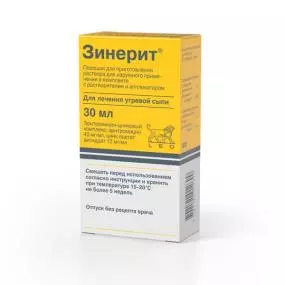 Зинерит®
Порошок для приготовления
раствора для наружного приме-
нения в комплекте
с растворителем и аппликатором
Для лечения угревой сыпи
30 мл
Эритромицин-цинковый
комплекс: эритромицин
40 мг/мл, цинк ацетат
дигидрат 12 мг/мл
LEO
Смешать перед использованием
согласно инструкции и хранить
при температуре 15-25°C
не более 5 недель
Отпуск без рецепта врача